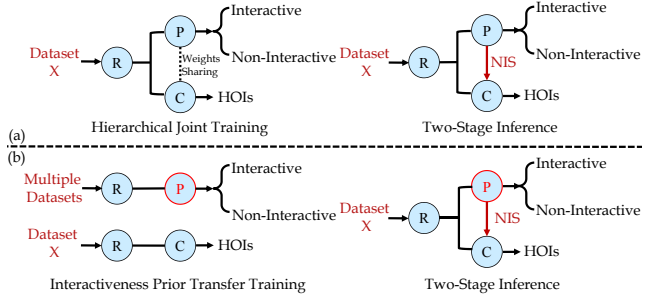 Interactive
Dataset
X
R
P
Non-Interactive
Weights
Sharing
C
HOIs
Hierarchical Joint Training
Interactive
Dataset
X
R
P
Non-Interactive
NIS
C
HOIs
Two-Stage Inference
(a)
(b)
Interactive
Multiple
Datasets
R
P
Non-Interactive
Dataset
X
R
C
HOIs
Interactiveness Prior Transfer Training
Interactive
Dataset
X
R
P
Non-Interactive
NIS
C
HOIs
Two-Stage Inference